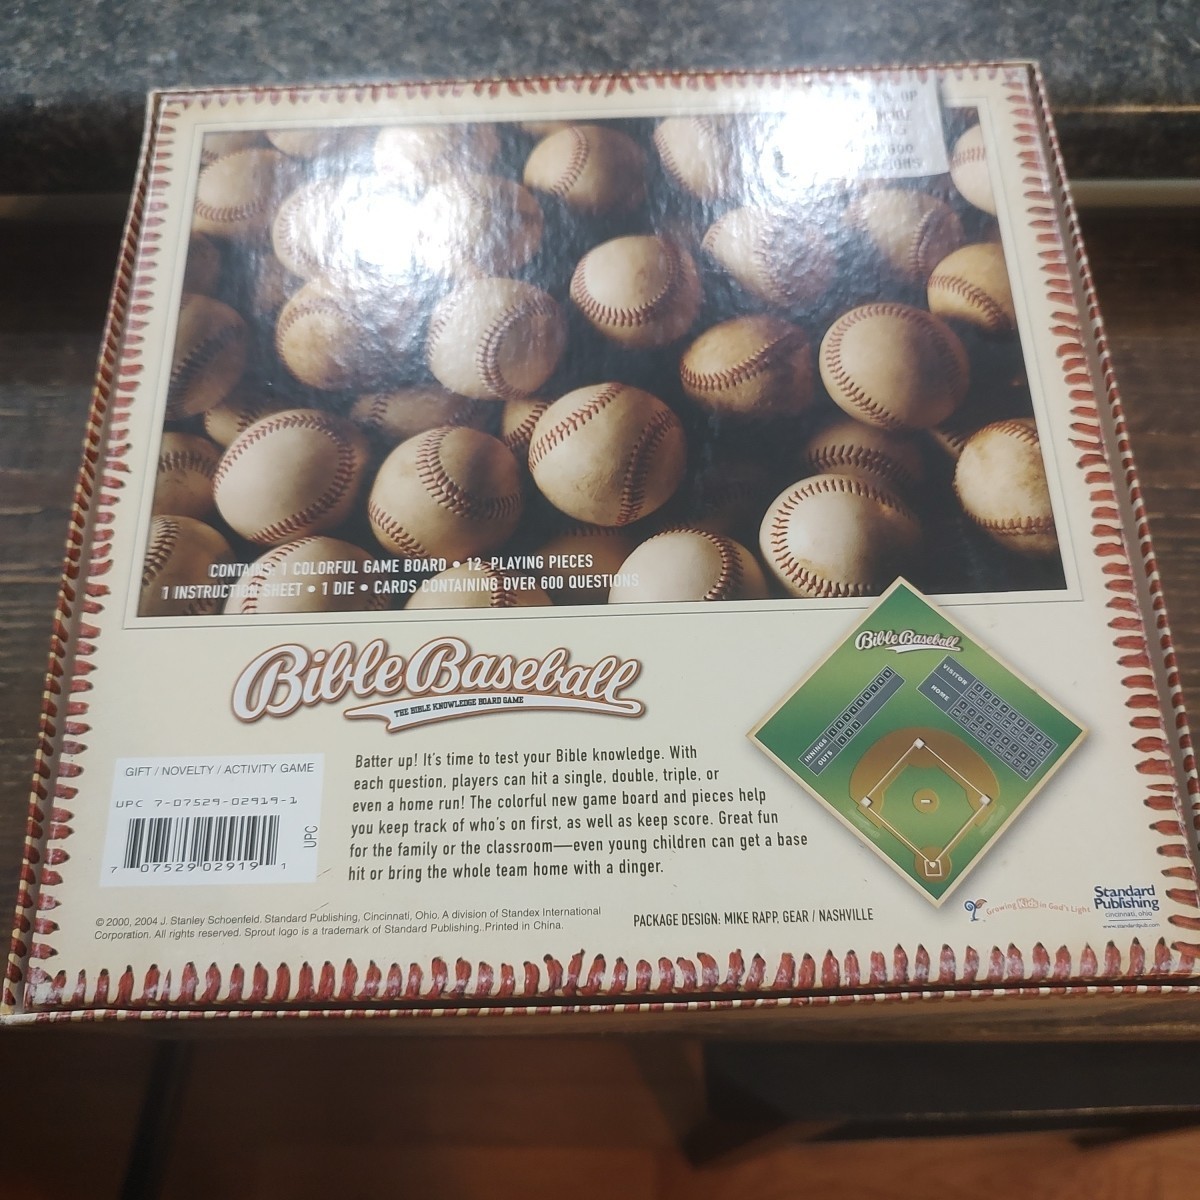 CONTAINS: 1 COLORFUL GAME BOARD • 12 PLAYING PIECES
1 INSTRUCTION SHEET • 1 DIE • CARDS CONTAINING OVER 600 QUESTIONS
Bible Baseball
THE BIBLE KNOWLEDGE BOARD GAME
Batter up! It's time to test your Bible knowledge. With
each question, players can hit a single, double, triple, or
even a home run! The colorful new game board and pieces help
you keep track of who's on first, as well as keep score. Great fun
for the family or the classroom—even young children can get a base
hit or bring the whole team home with a dinger.
GIFT / NOVELTY / ACTIVITY GAME
UPC 7-07529-02919-1
UPC
7 07529 02919 1
Bible Baseball
INNINGS
OUTS
VISITOR
HOME
© 2000, 2004 J. Stanley Schoenfeld. Standard Publishing, Cincinnati, Ohio. A division of Standex International
Corporation. All rights reserved. Sprout logo is a trademark of Standard Publishing. Printed in China.
PACKAGE DESIGN: MIKE RAPP, GEAR / NASHVILLE
Growing Kids in God's Light
Standard
Publishing
cincinnati, ohio
www.standardpub.com